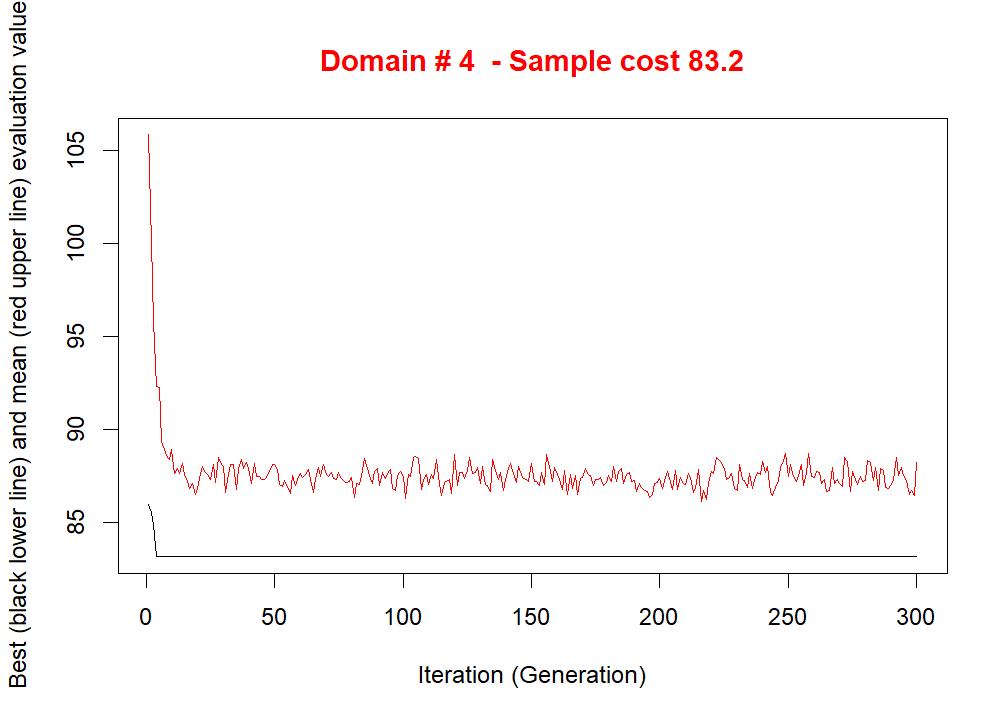 Domain # 4  - Sample cost 83.2
Best (black lower line) and mean (red upper line) evaluation value
105
100
95
90
85
0 50 100 150 200 250 300
Iteration (Generation)